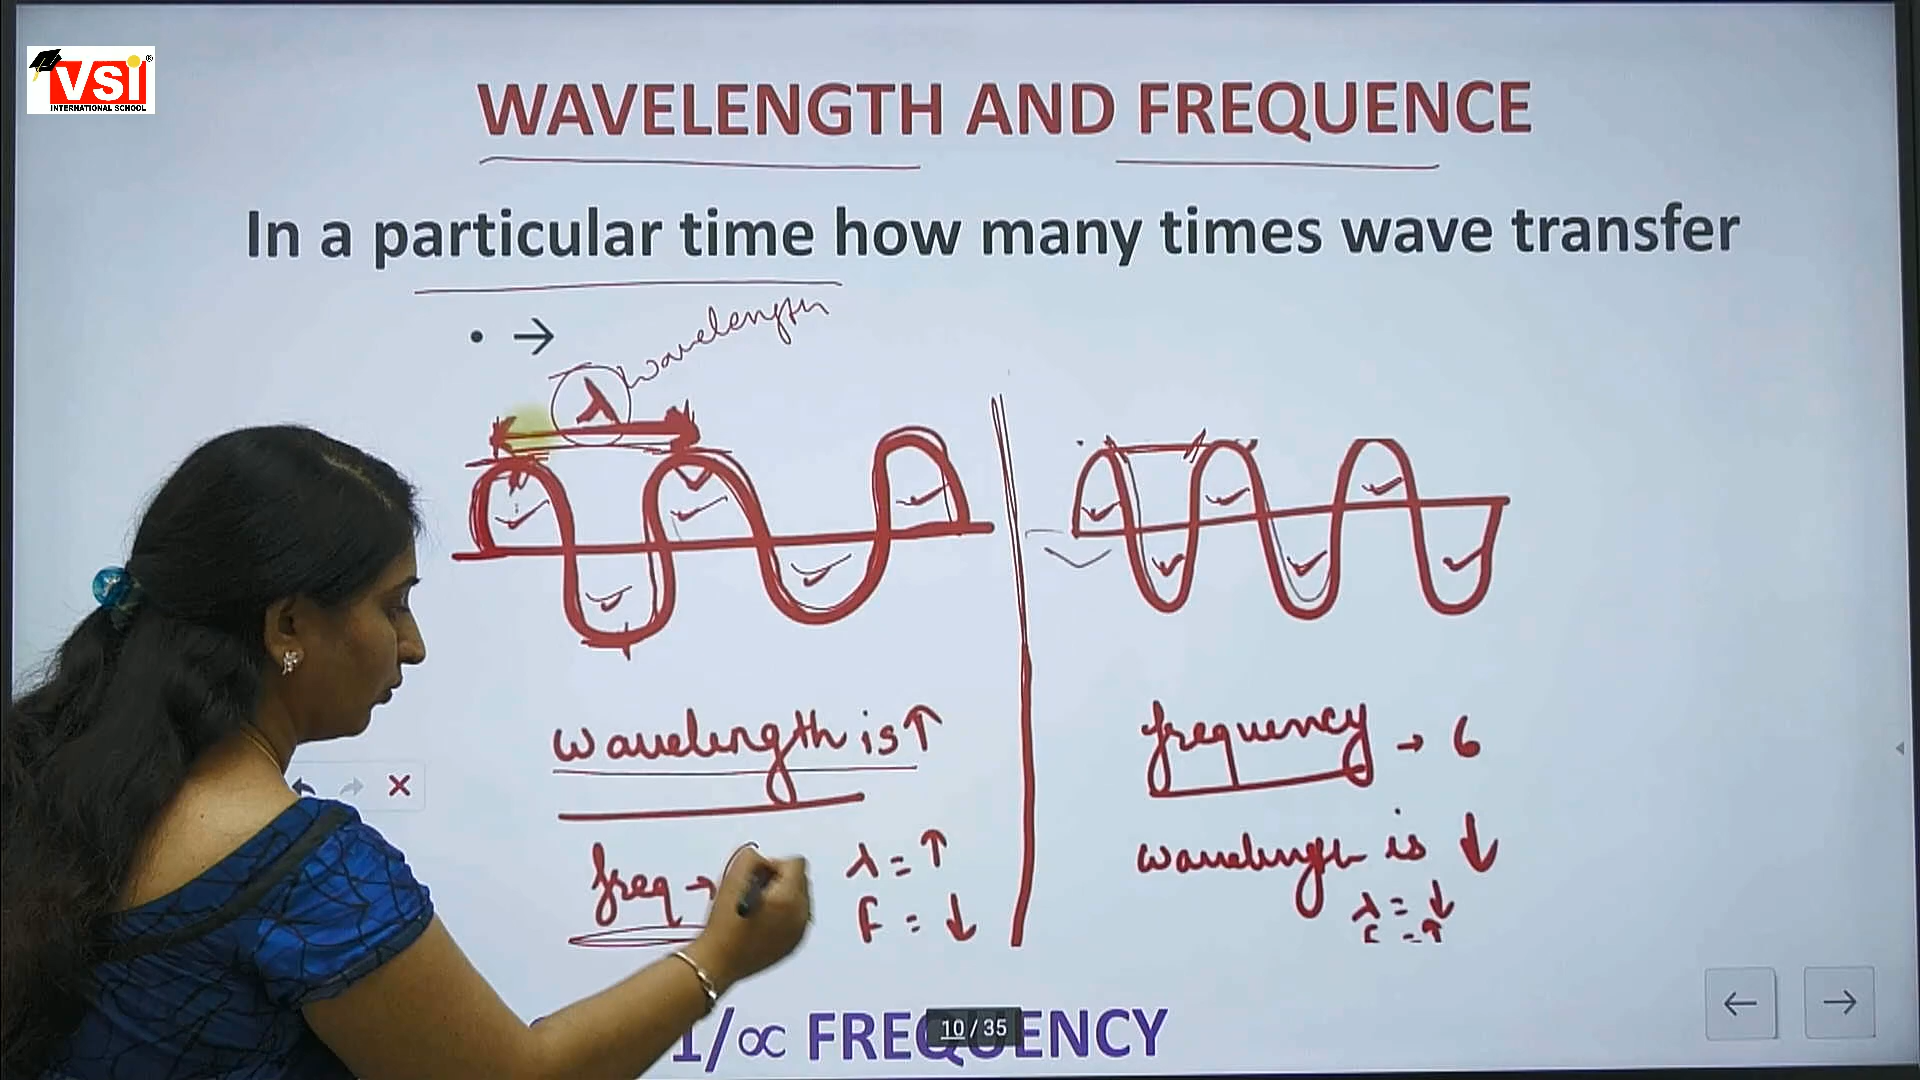 VSI
INTERNATIONAL SCHOOL
WAVELENGTH AND FREQUENCE
In a particular time how many times wave transfer
• →
wavelength
λ
wavelength is ↑
freq →
λ = ↑
F = ↓
frequency → 6
wavelength is ↓
λ = ↓
= ↑
1/∝ FREQUENCY
10 / 35